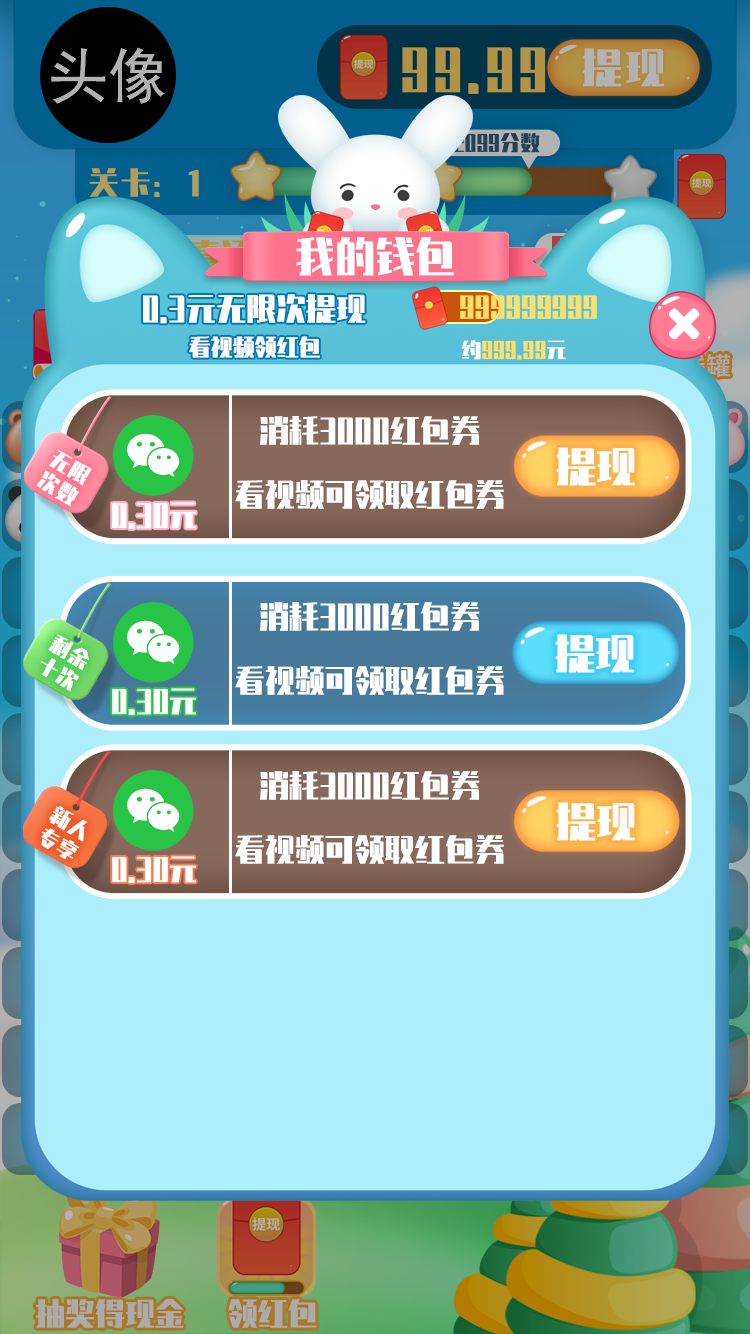 头像
提现
99.99
提现
2099分数
关卡：1
提现
我的钱包
0.3元无限次提现
999999999
看视频领红包
约999.99元
罐
无限
次数
消耗3000红包券
看视频可领取红包券
提现
0.30元
剩余
十次
消耗3000红包券
看视频可领取红包券
提现
0.30元
新人
专享
消耗3000红包券
看视频可领取红包券
提现
0.30元
提现
抽奖得现金
领红包